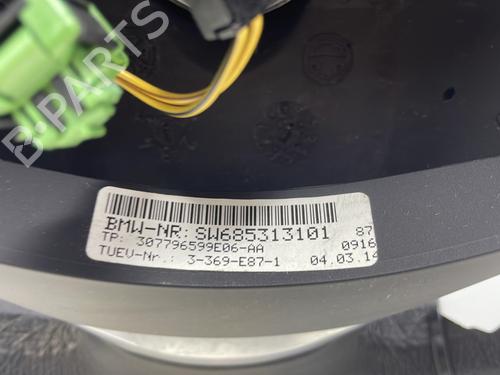 B-PARTS
BMW-NR: SW685313101 87
TP: 307796599E06-AA 0916
TUEV-Nr.: 3-369-E87-1 04.03.14